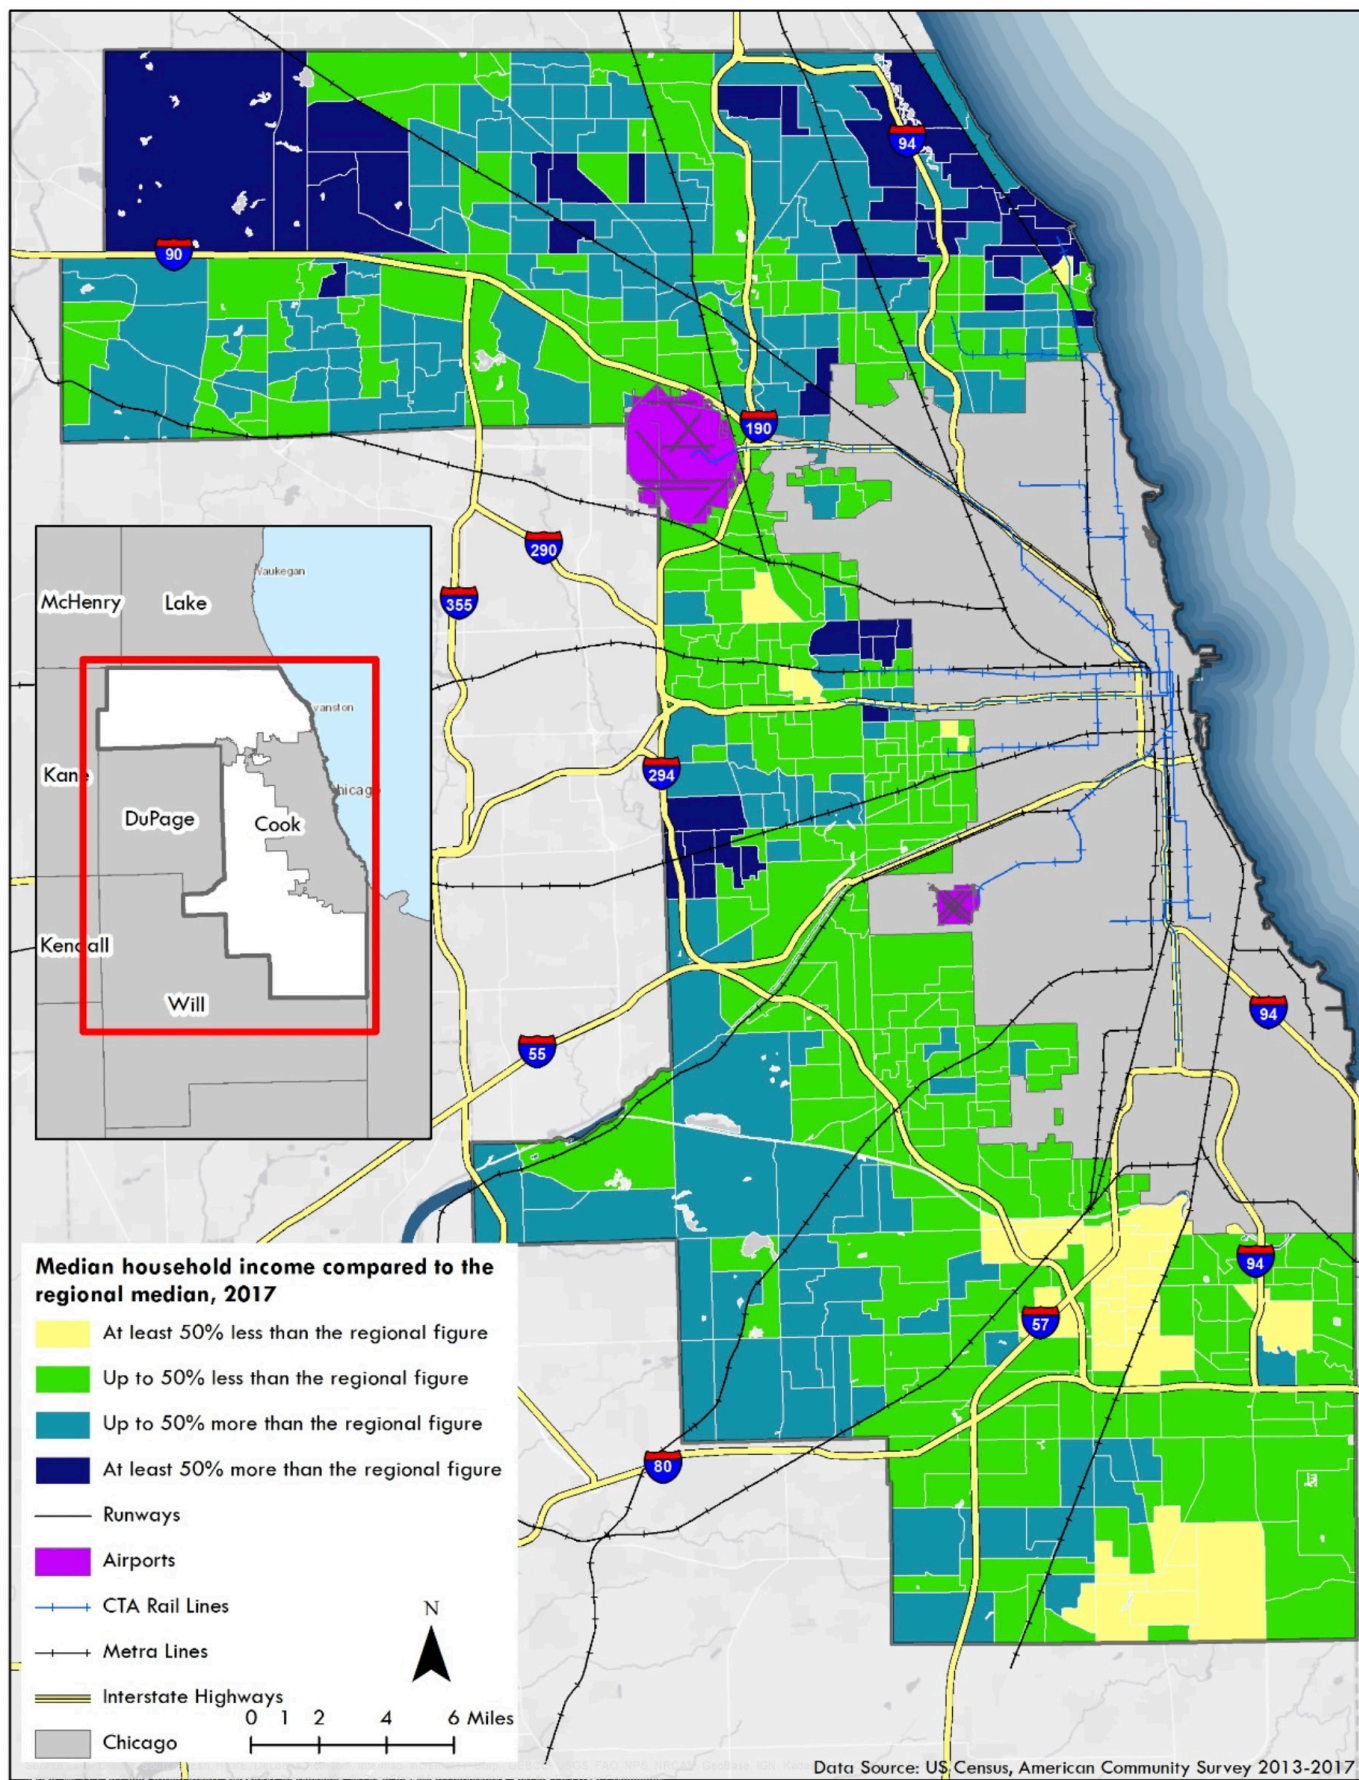 94
90
190
290
355
294
94
55
94
57
80
Waukegan
McHenry
Lake
vanston
Kane
hicago
DuPage
Cook
Kendall
Will
Median household income compared to the
regional median, 2017
At least 50% less than the regional figure
Up to 50% less than the regional figure
Up to 50% more than the regional figure
At least 50% more than the regional figure
Runways
Airports
CTA Rail Lines
N
Metra Lines
Interstate Highways
0 1 2 4 6 Miles
Chicago
Data Source: US Census, American Community Survey 2013-2017